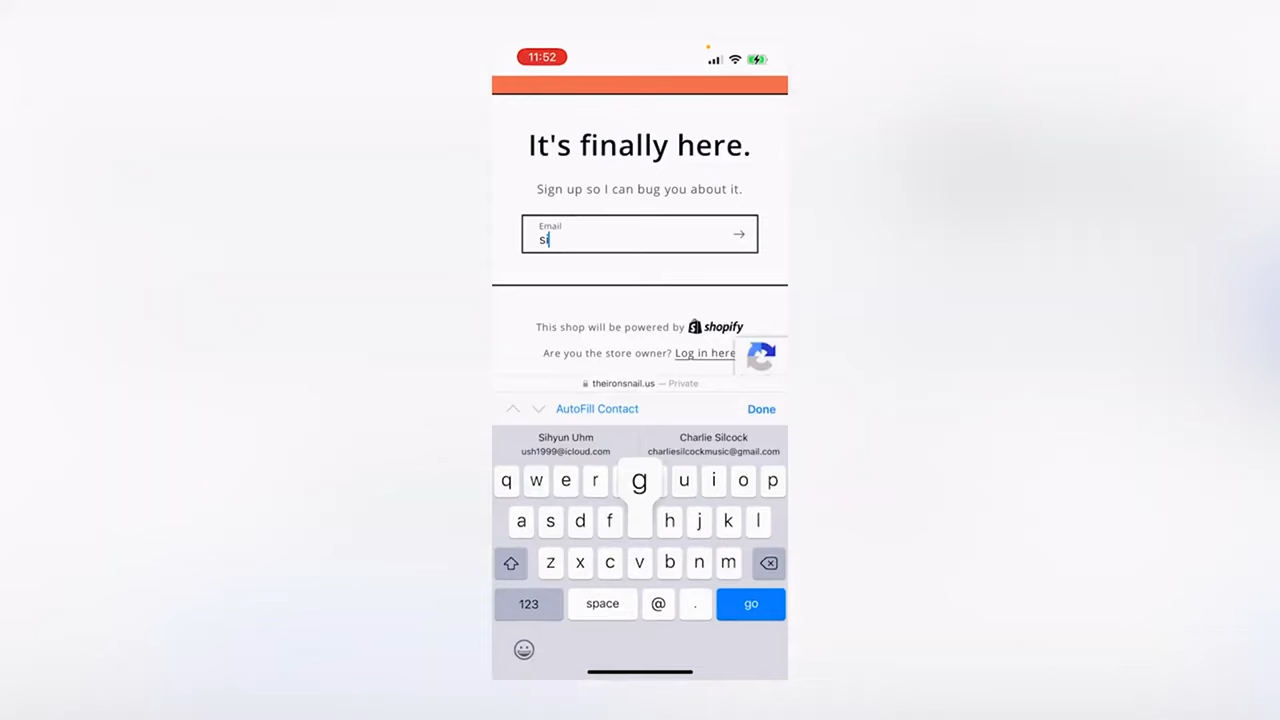 11:52
It's finally here.
Sign up so I can bug you about it.
Email
si
This shop will be powered by shopify
Are you the store owner? Log in here
theironsnail.us — Private
AutoFill Contact Done
Sihyun Uhm Charlie Silcock
ush1999@icloud.com charliesilcockmusic@gmail.com
q w e r g u i o p
a s d f h j k l
z x c v b n m
123 space @ . go